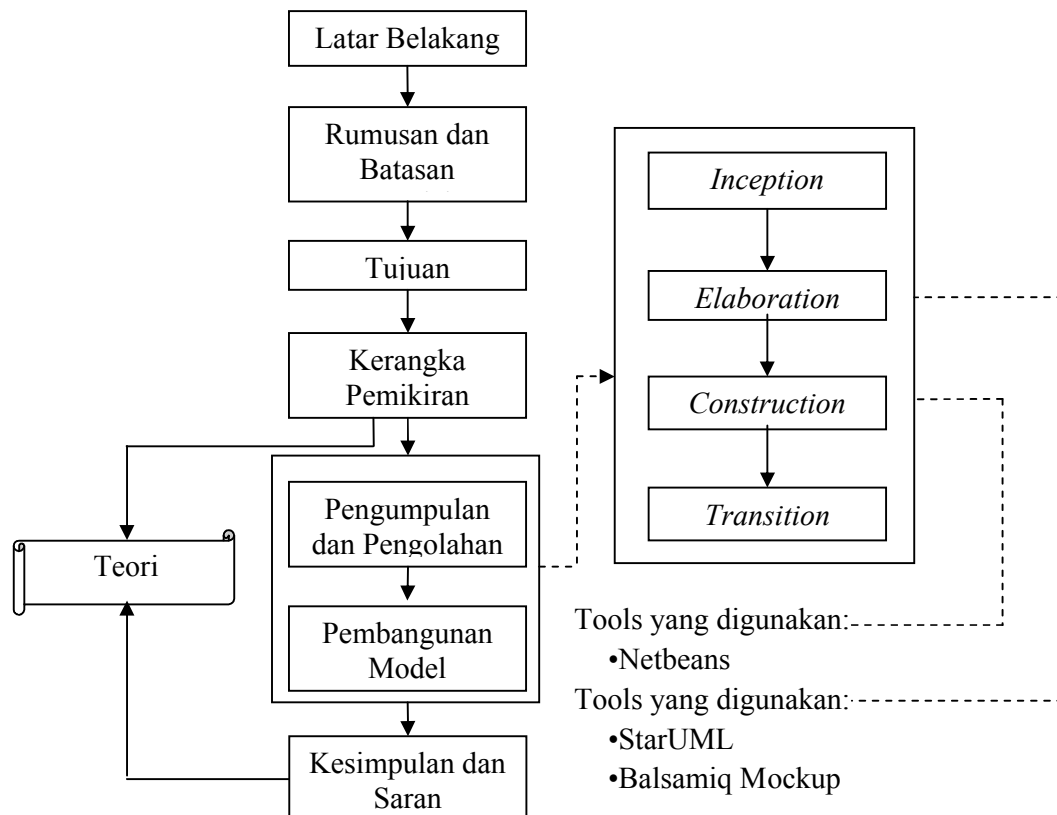 Latar Belakang
Rumusan dan
Batasan
Tujuan
Kerangka
Pemikiran
Pengumpulan
dan Pengolahan
Pembangunan
Model
Kesimpulan dan
Saran
Teori
Inception
Elaboration
Construction
Transition
Tools yang digunakan:
•Netbeans
Tools yang digunakan:
•StarUML
•Balsamiq Mockup